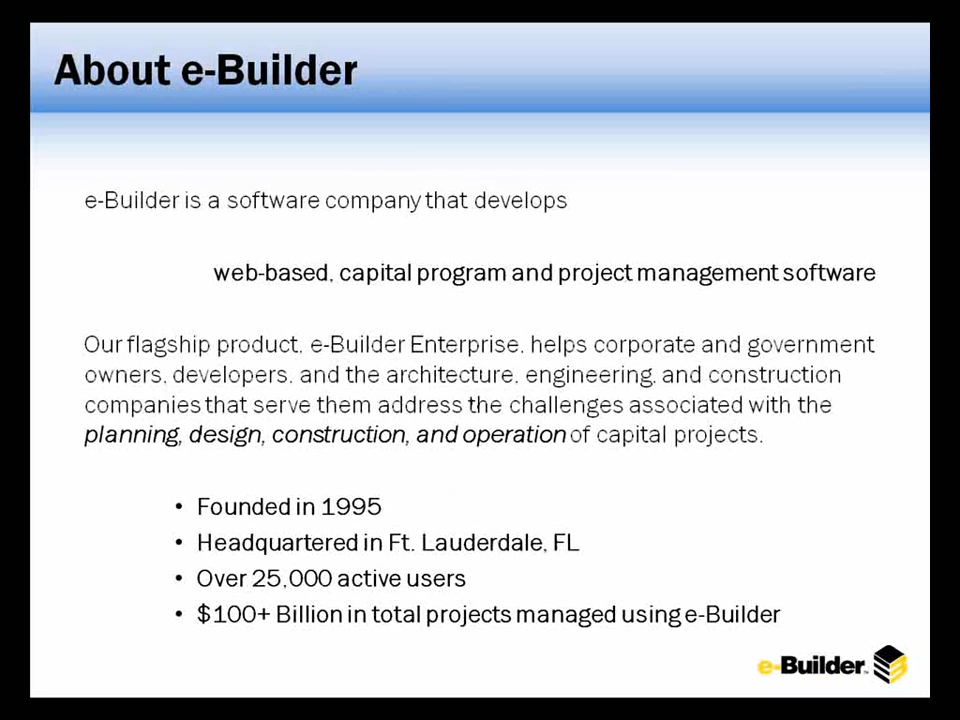 About e-Builder
e-Builder is a software company that develops
web-based, capital program and project management software
Our flagship product, e-Builder Enterprise, helps corporate and government
owners, developers, and the architecture, engineering, and construction
companies that serve them address the challenges associated with the
planning, design, construction, and operation of capital projects.
• Founded in 1995
• Headquartered in Ft. Lauderdale, FL
• Over 25,000 active users
• $100+ Billion in total projects managed using e-Builder
e-Builder™